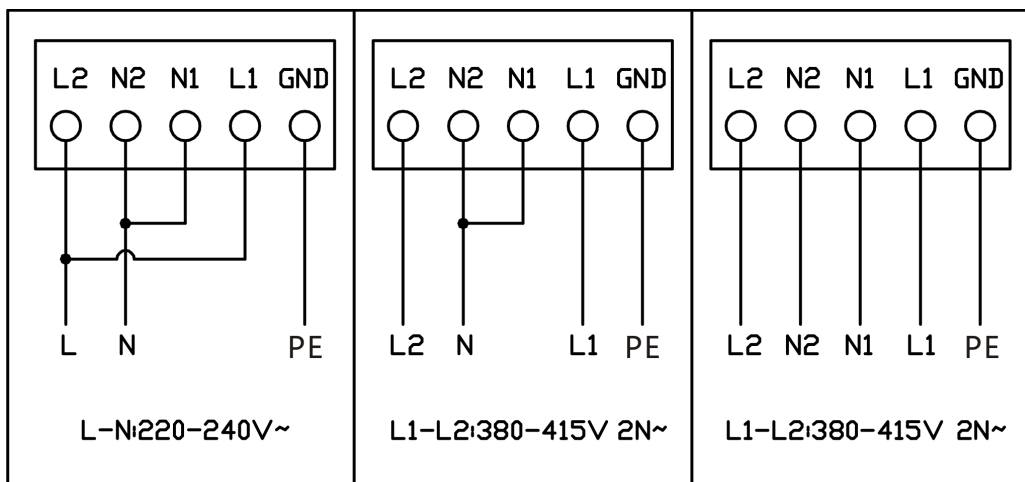 L2 N2 N1 L1 GND
L N PE
L-N:220-240V~
L2 N2 N1 L1 GND
L2 N L1 PE
L1-L2:380-415V 2N~
L2 N2 N1 L1 GND
L2 N2 N1 L1 PE
L1-L2:380-415V 2N~